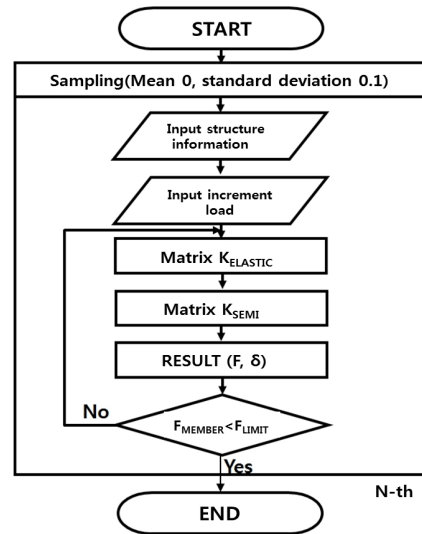 START
Sampling(Mean 0, standard deviation 0.1)
Input structure
information
Input increment
load
Matrix KELASTIC
Matrix KSEMI
RESULT (F, δ)
No
FMEMBER<FLIMIT
Yes
N-th
END